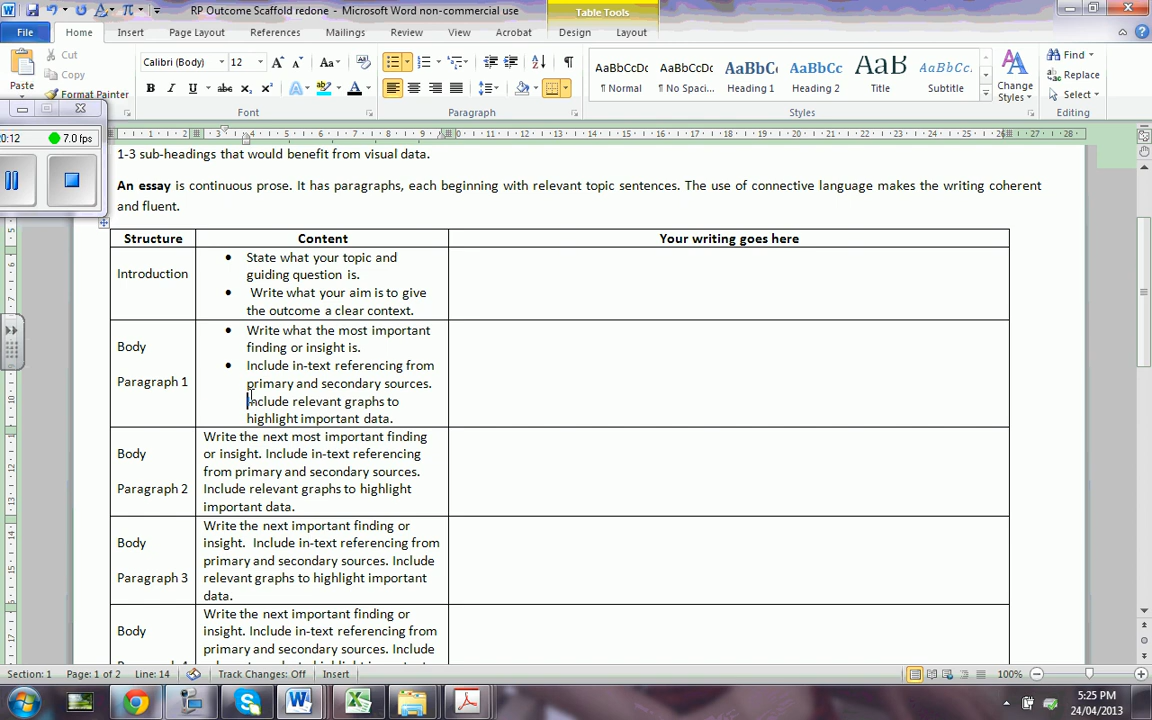 RP Outcome Scaffold redone - Microsoft Word non-commercial use
Table Tools
File Home Insert Page Layout References Mailings Review View Acrobat Design Layout
Cut
Copy
Paste
Format Painter
Calibri (Body) 12
Font
Paragraph
AaBbCcDc AaBbCcDc AaBbCc AaBbCc AaB AaBbCc.
¶ Normal ¶ No Spaci... Heading 1 Heading 2 Title Subtitle
Styles
Change
Styles
Find
Replace
Select
Editing
20:12 7.0 fps
1-3 sub-headings that would benefit from visual data.
An essay is continuous prose. It has paragraphs, each beginning with relevant topic sentences. The use of connective language makes the writing coherent
and fluent.
Structure Content Your writing goes here
Introduction
• State what your topic and
guiding question is.
• Write what your aim is to give
the outcome a clear context.
Body
Paragraph 1
• Write what the most important
finding or insight is.
• Include in-text referencing from
primary and secondary sources.
Include relevant graphs to
highlight important data.
Body
Paragraph 2
Write the next most important finding
or insight. Include in-text referencing
from primary and secondary sources.
Include relevant graphs to highlight
important data.
Body
Paragraph 3
Write the next important finding or
insight.  Include in-text referencing from
primary and secondary sources. Include
relevant graphs to highlight important
data.
Body
Write the next important finding or
insight. Include in-text referencing from
primary and secondary sources. Include
Section: 1 Page: 1 of 2 Line: 14 Track Changes: Off Insert 100%
5:25 PM
24/04/2013